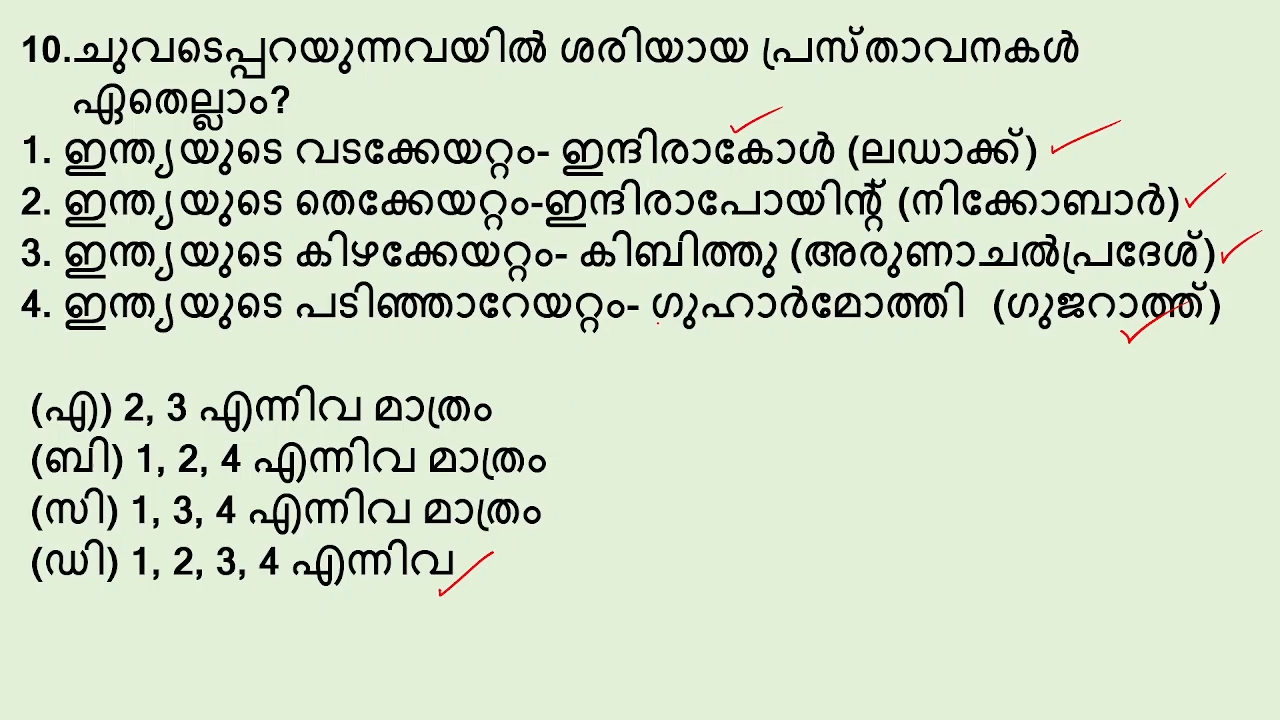 10.ചുവടെപ്പറയുന്നവയിൽ ശരിയായ പ്രസ്താവനകൾ
ഏതെല്ലാം?
1. ഇന്ത്യയുടെ വടക്കേയറ്റം- ഇന്ദിരാകോൾ (ലഡാക്ക്)
2. ഇന്ത്യയുടെ തെക്കേയറ്റം-ഇന്ദിരാപോയിന്റ് (നിക്കോബാർ)
3. ഇന്ത്യയുടെ കിഴക്കേയറ്റം- കിബിത്തു (അരുണാചൽപ്രദേശ്)
4. ഇന്ത്യയുടെ പടിഞ്ഞാറേയറ്റം- ഗുഹാർമോത്തി (ഗുജറാത്ത്)
(എ) 2, 3 എന്നിവ മാത്രം
(ബി) 1, 2, 4 എന്നിവ മാത്രം
(സി) 1, 3, 4 എന്നിവ മാത്രം
(ഡി) 1, 2, 3, 4 എന്നിവ